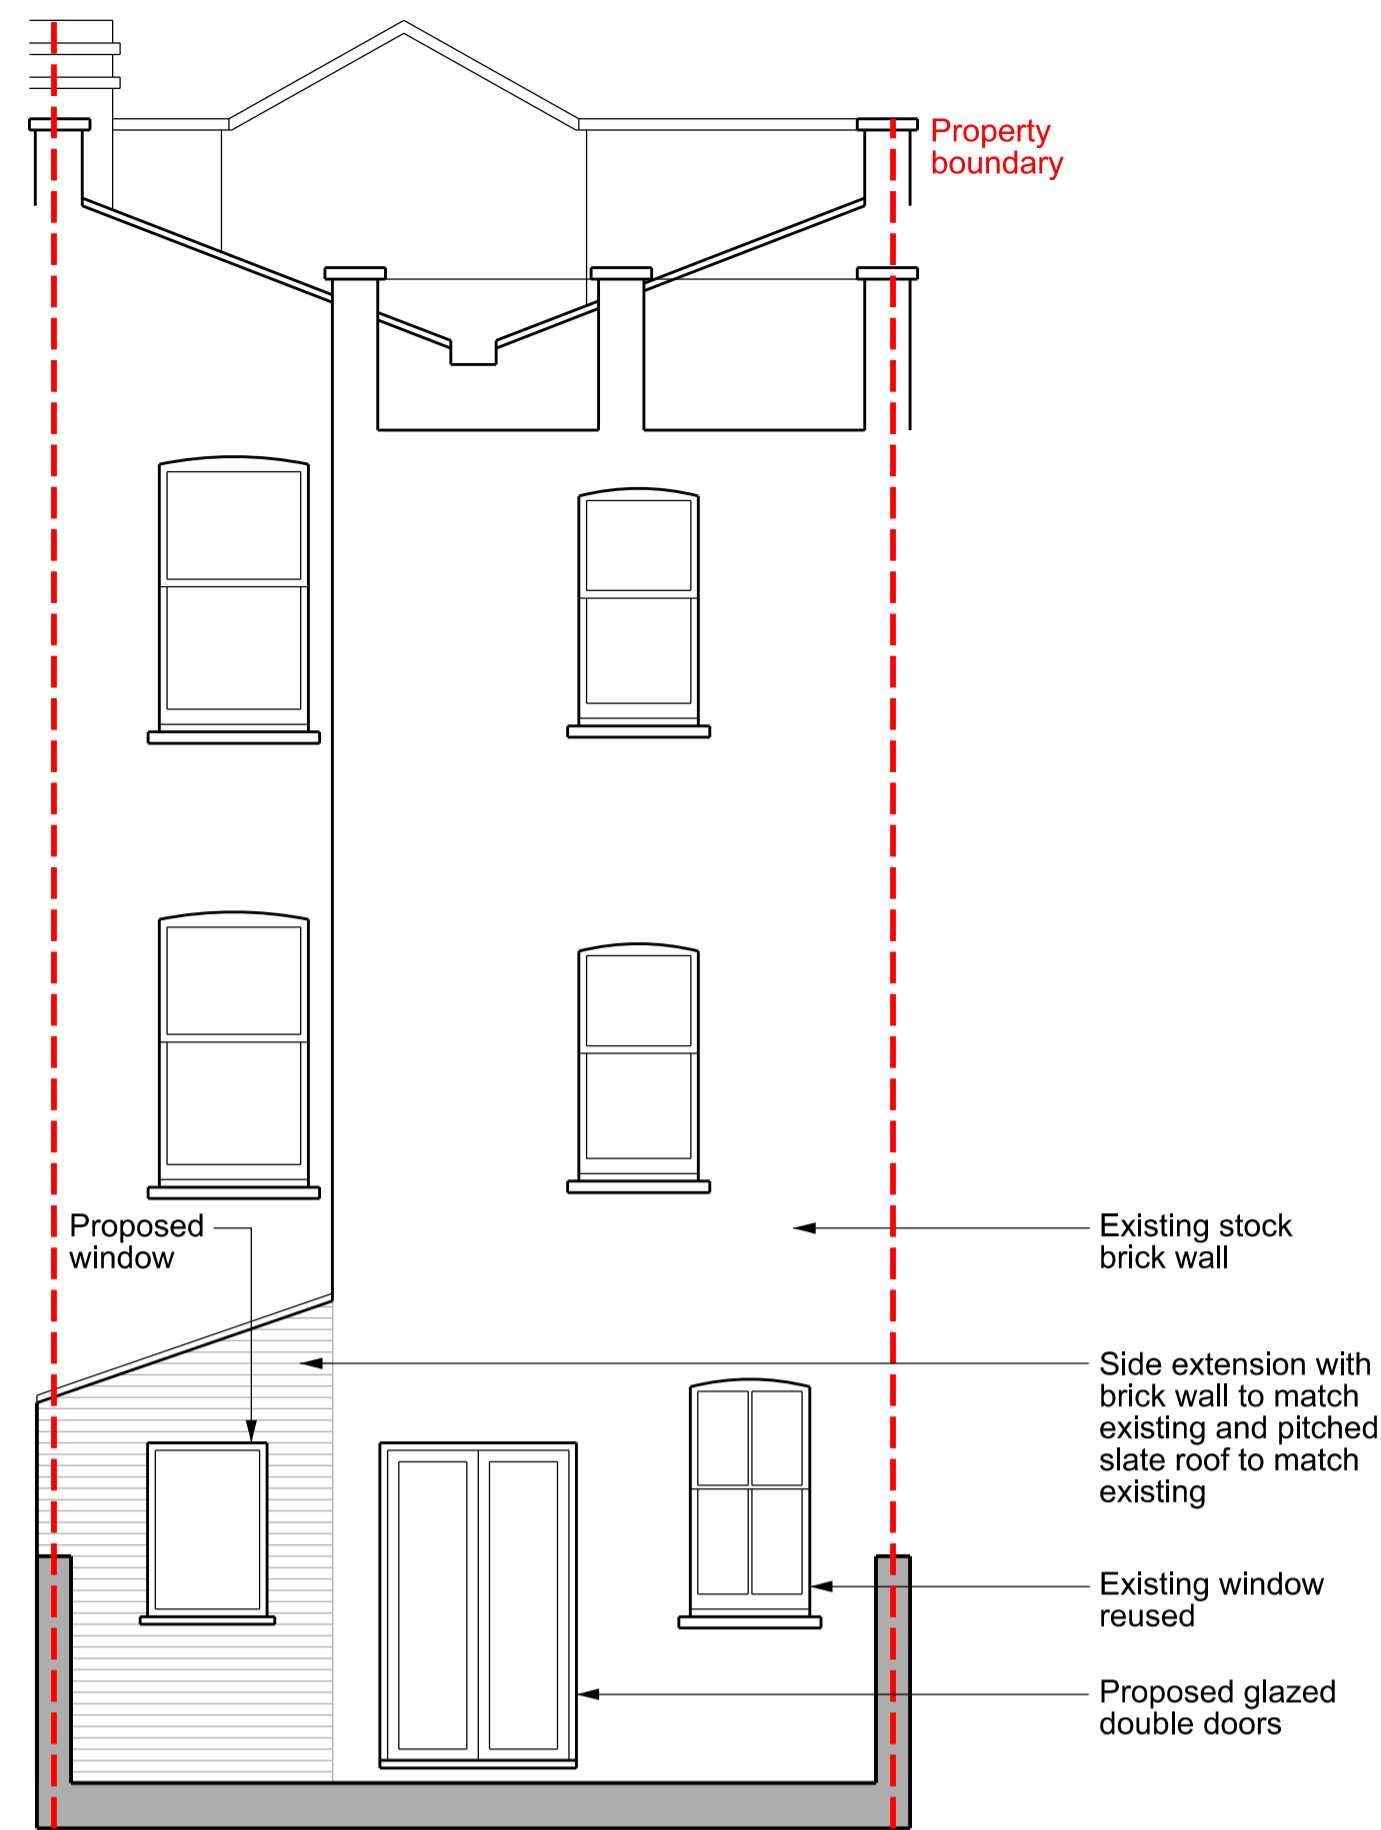 Property
boundary
Proposed
window
Existing stock
brick wall
Side extension with
brick wall to match
existing and pitched
slate roof to match
existing
Existing window
reused
Proposed glazed
double doors